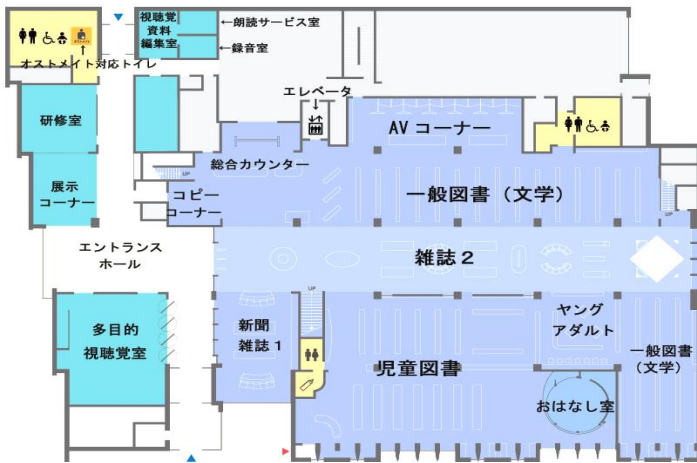 視聴覚
資料
編集室
←朗読サービス室
←録音室
オストメイト対応トイレ
エレベータ
AVコーナー
研修室
総合カウンター
UP
コピー
コーナー
一般図書（文学）
UP
展示
コーナー
エントランス
ホール
雑誌2
UP
新聞
雑誌1
ヤング
アダルト
多目的
視聴覚室
児童図書
一般図書
（文学）
おはなし室